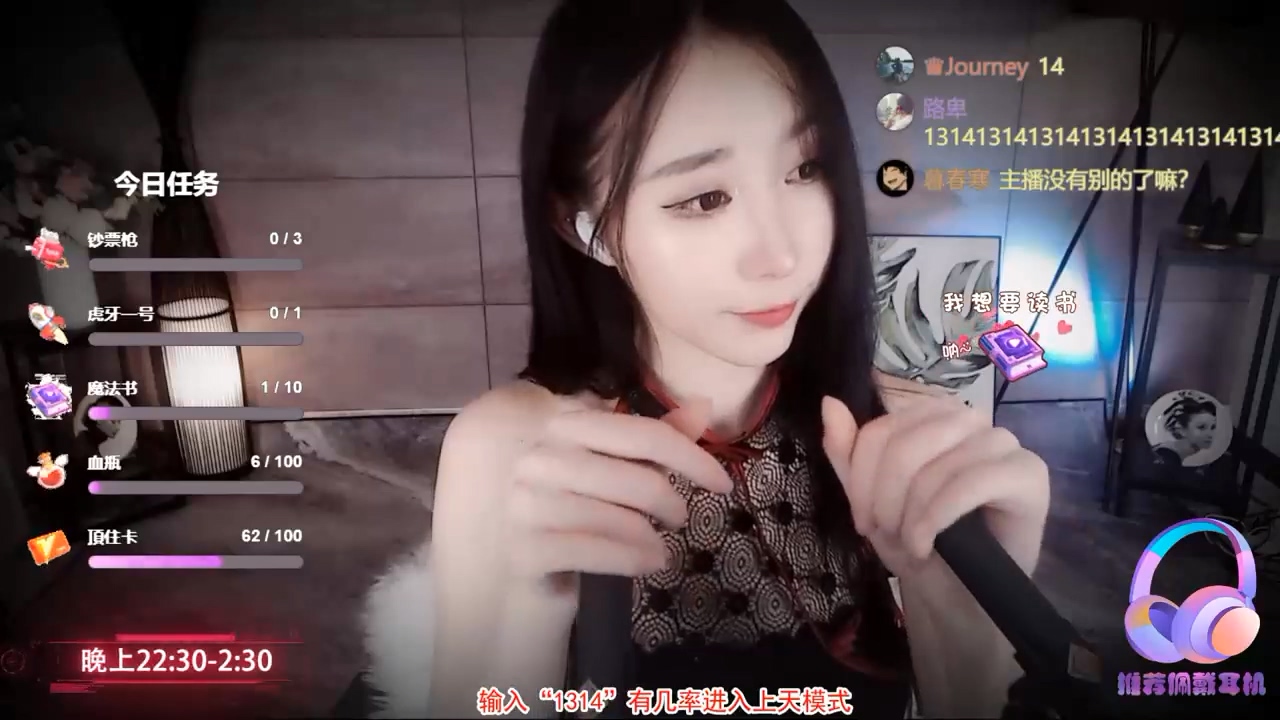 今日任务
钞票枪 0 / 3
虎牙一号 0 / 1
魔法书 1 / 10
血瓶 6 / 100
頂住卡 62 / 100
晚上22:30-2:30
Journey 14
路卑
1314131413141314131413141314
暮春寒 主播没有别的了嘛?
我想要读书
呐~
推荐佩戴耳机
输入“1314”有几率进入上天模式